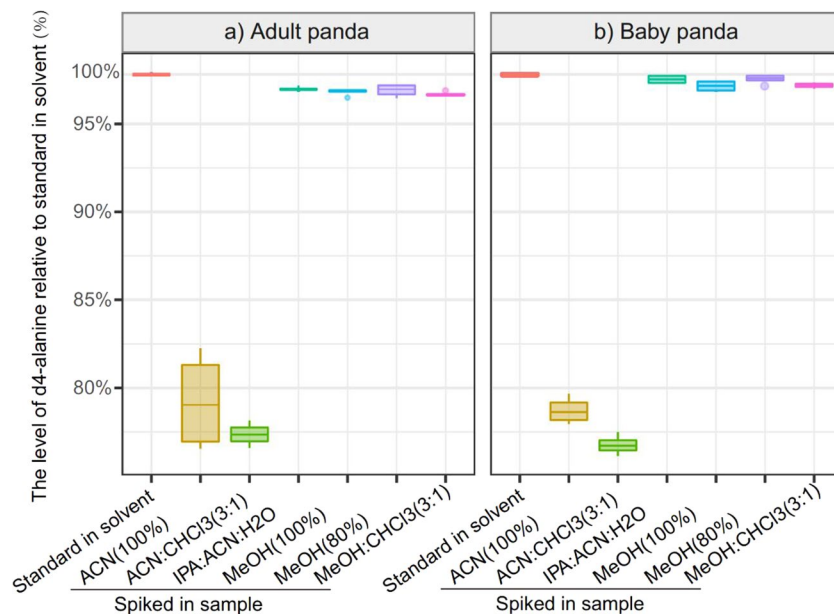 a) Adult panda
b) Baby panda
The level of d4-alanine relative to standard in solvent (%)
100%
95%
90%
85%
80%
Standard in solvent
ACN(100%)
ACN:CHCl3(3:1)
IPA:ACN:H2O
MeOH(100%)
MeOH(80%)
MeOH:CHCl3(3:1)
Spiked in sample
Standard in solvent
ACN(100%)
ACN:CHCl3(3:1)
IPA:ACN:H2O
MeOH(100%)
MeOH(80%)
MeOH:CHCl3(3:1)
Spiked in sample